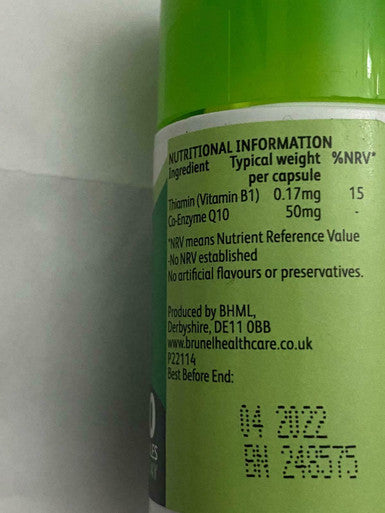 NUTRITIONAL INFORMATION
Ingredient Typical weight %NRV*
per capsule
Thiamin (Vitamin B1) 0.17mg 15
Co-Enzyme Q10 50mg -
*NRV means Nutrient Reference Value
-No NRV established
No artificial flavours or preservatives.
Produced by BHML,
Derbyshire, DE11 0BB
www.brunelhealthcare.co.uk
P22114
Best Before End:
04 2022
BN 248575